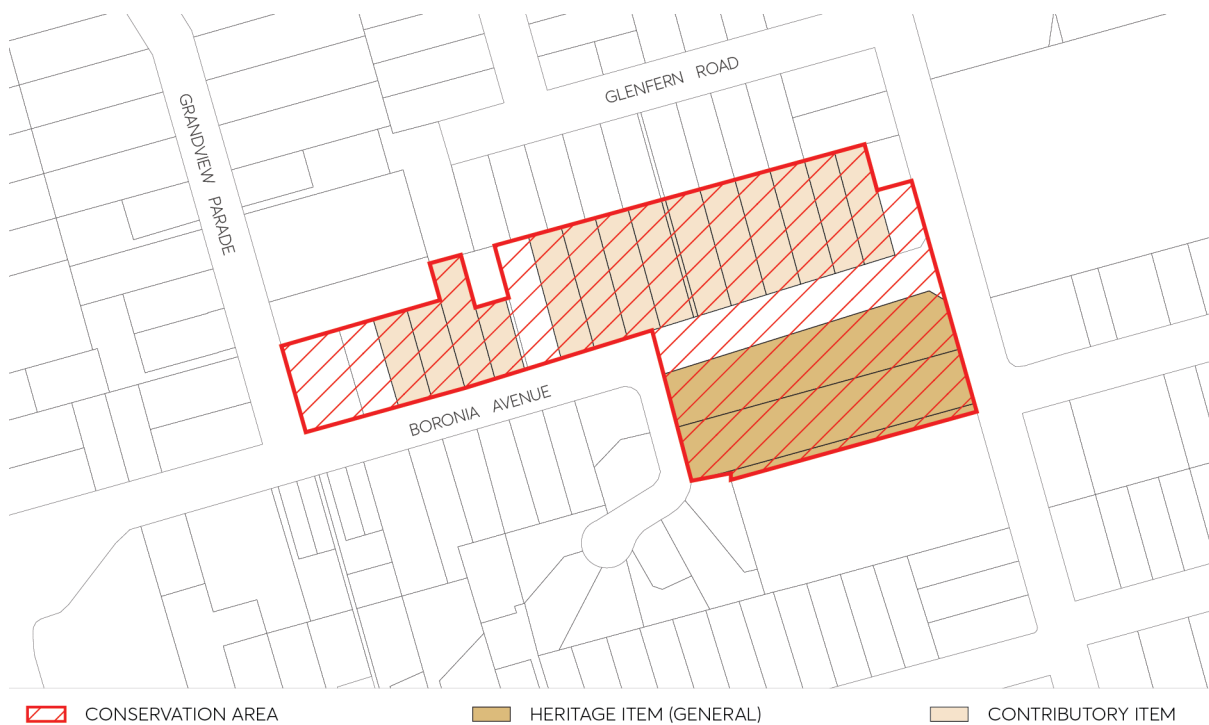 GLENFERN ROAD
GRANDVIEW PARADE
BORONIA AVENUE
CONSERVATION AREA
HERITAGE ITEM (GENERAL)
CONTRIBUTORY ITEM